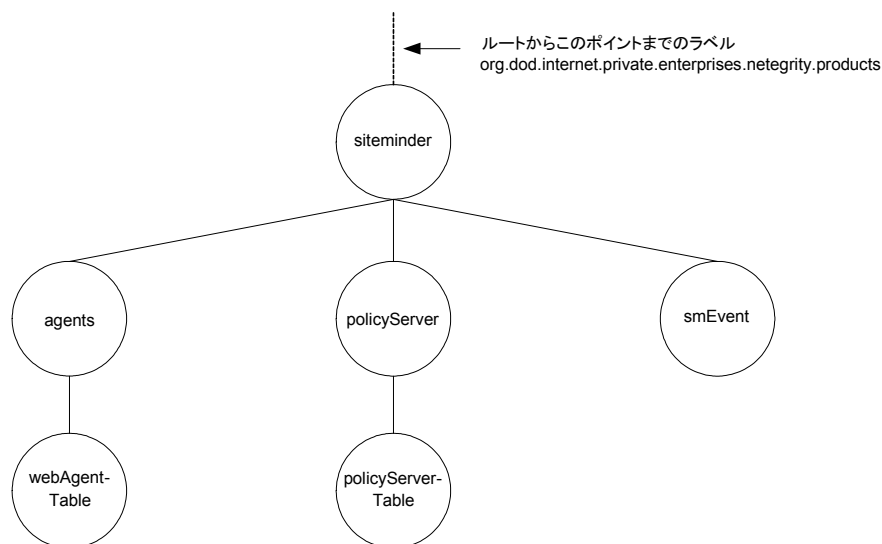 ルートからこのポイントまでのラベル
org.dod.internet.private.enterprises.netegrity.products
siteminder
agents
policyServer
smEvent
webAgent-
Table
policyServer-
Table